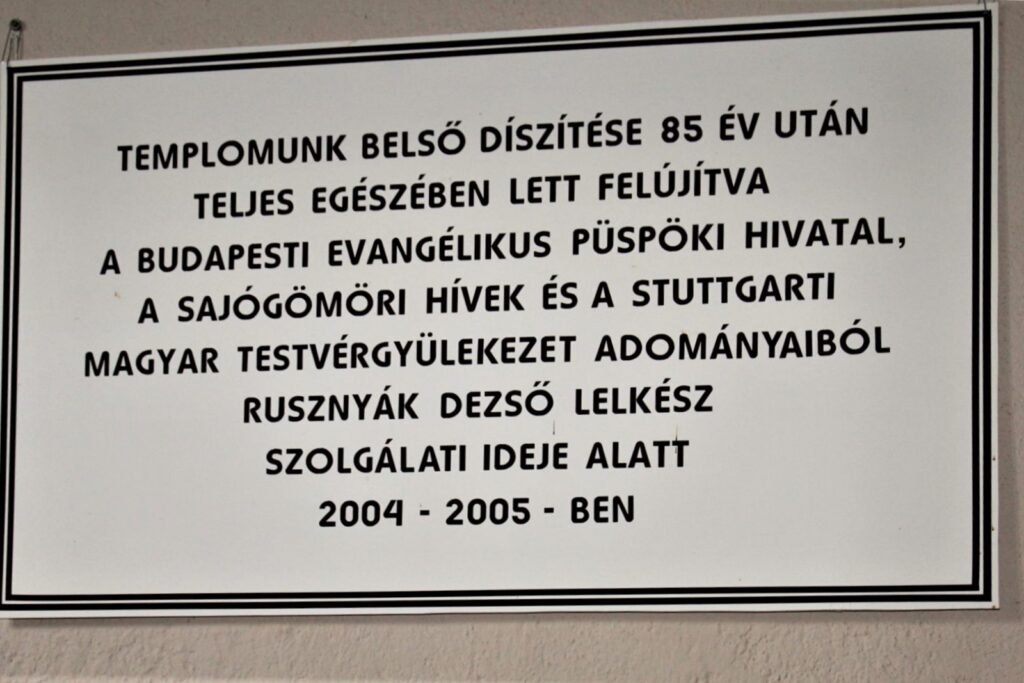 TEMPLOMUNK BELSŐ DÍSZÍTÉSE 85 ÉV UTÁN
TELJES EGÉSZÉBEN LETT FELÚJÍTVA
A BUDAPESTI EVANGÉLIKUS PÜSPÖKI HIVATAL,
A SAJÓGÖMÖRI HÍVEK ÉS A STUTTGARTI
MAGYAR TESTVÉRGYÜLEKEZET ADOMÁNYAIBÓL
RUSZNYÁK DEZSŐ LELKÉSZ
SZOLGÁLATI IDEJE ALATT
2004 - 2005 - BEN